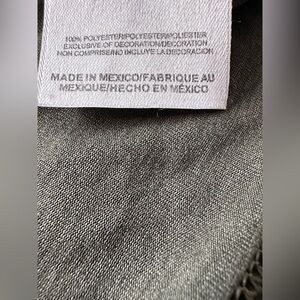 100% POLYESTER/POLYESTER/POLIÉSTER
EXCLUSIVE OF DECORATION/DÉCORATION
NON COMPRISE/NO INCLUYE LA DECORACIÓN
MADE IN MEXICO/FABRIQUÉ AU
MEXIQUE/HECHO EN MÉXICO